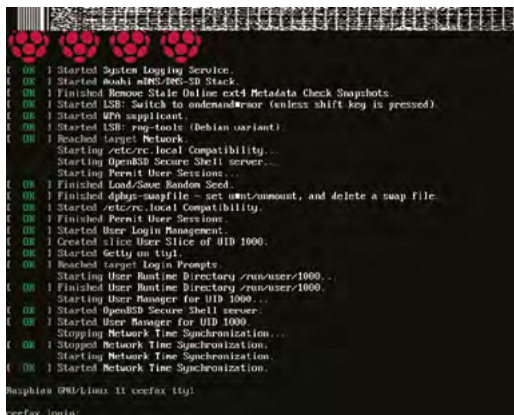 [ OK ] Started System Logging Service.
[ OK ] Started Avahi mDNS/DNS-SD Stack.
[ OK ] Finished Remove Stale Online ext4 Metadata Check Snapshots.
[ OK ] Started LSB: Switch to ondemand (unless shift key is pressed).
[ OK ] Started WPA supplicant.
[ OK ] Started LSB: rng-tools (Debian variant).
[ OK ] Reached target Network.
Starting /etc/rc.local Compatibility...
Starting OpenBSD Secure Shell server...
Starting Permit User Sessions...
[ OK ] Finished Load/Save Random Seed.
[ OK ] Finished dphys-swapfile - set /unmount, and delete a swap file.
[ OK ] Started /etc/rc.local Compatibility.
[ OK ] Finished Permit User Sessions.
[ OK ] Started User Login Management.
[ OK ] Created slice User Slice of UID 1000.
[ OK ] Started Getty on tty1.
[ OK ] Reached target Login Prompts.
Starting User Runtime Directory /run/user/1000...
[ OK ] Finished User Runtime Directory /run/user/1000.
Starting User Manager for UID 1000...
[ OK ] Started OpenBSD Secure Shell server.
[ OK ] Started User Manager for UID 1000.
Stopping Network Time Synchronization...
[ OK ] Stopped Network Time Synchronization.
Starting Network Time Synchronization...
[ OK ] Started Network Time Synchronization.
Raspbian GNU/Linux 11 ceefax tty1
ceefax login: